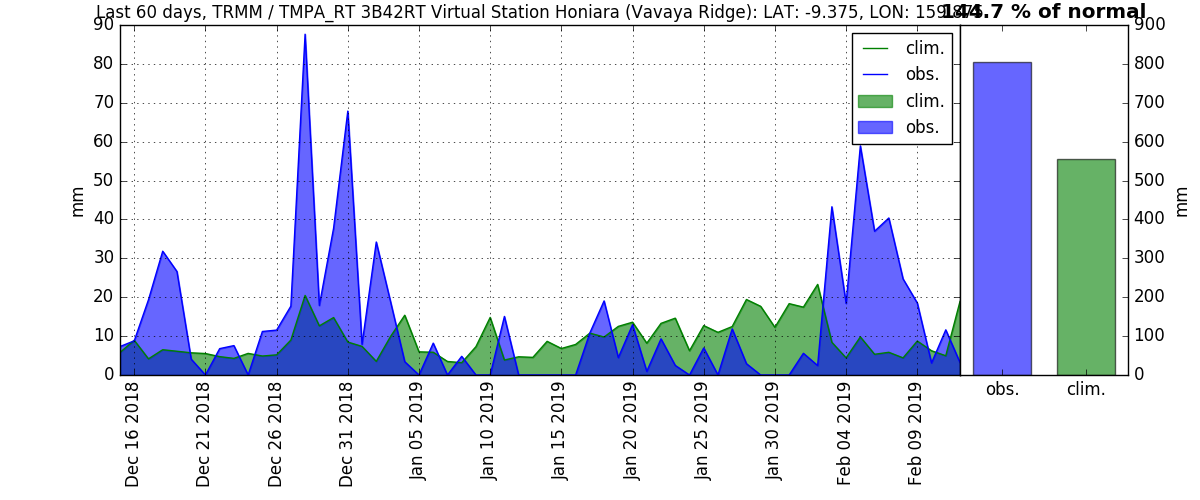 Last 60 days, TRMM / TMPA_RT 3B42RT Virtual Station Honiara (Vavaya Ridge): LAT: -9.375, LON: 159.875
144.7 % of normal
90
80
70
60
50
40
30
20
10
0
mm
clim.
obs.
clim.
obs.
Dec 16 2018
Dec 21 2018
Dec 26 2018
Dec 31 2018
Jan 05 2019
Jan 10 2019
Jan 15 2019
Jan 20 2019
Jan 25 2019
Jan 30 2019
Feb 04 2019
Feb 09 2019
900
800
700
600
500
400
300
200
100
0
mm
obs.
clim.